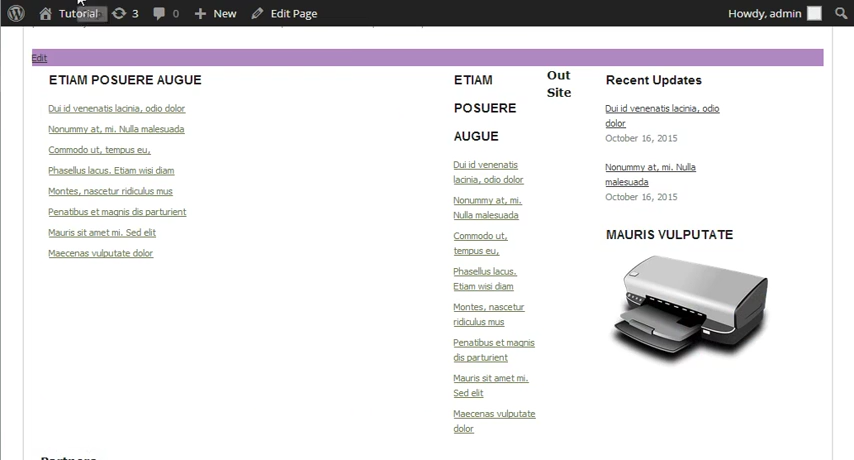 Tutorial 3 0 New Edit Page Howdy, admin
Edit
ETIAM POSUERE AUGUE
Dui id venenatis lacinia, odio dolor
Nonummy at, mi. Nulla malesuada
Commodo ut, tempus eu,
Phasellus lacus. Etiam wisi diam
Montes, nascetur ridiculus mus
Penatibus et magnis dis parturient
Mauris sit amet mi. Sed elit
Maecenas vulputate dolor
ETIAM
POSUERE
AUGUE
Dui id venenatis
lacinia, odio dolor
Nonummy at, mi.
Nulla malesuada
Commodo ut,
tempus eu,
Phasellus lacus.
Etiam wisi diam
Montes, nascetur
ridiculus mus
Penatibus et magnis
dis parturient
Mauris sit amet mi.
Sed elit
Maecenas vulputate
dolor
Out
Site
Recent Updates
Dui id venenatis lacinia, odio
dolor
October 16, 2015
Nonummy at, mi. Nulla
malesuada
October 16, 2015
MAURIS VULPUTATE
Partners